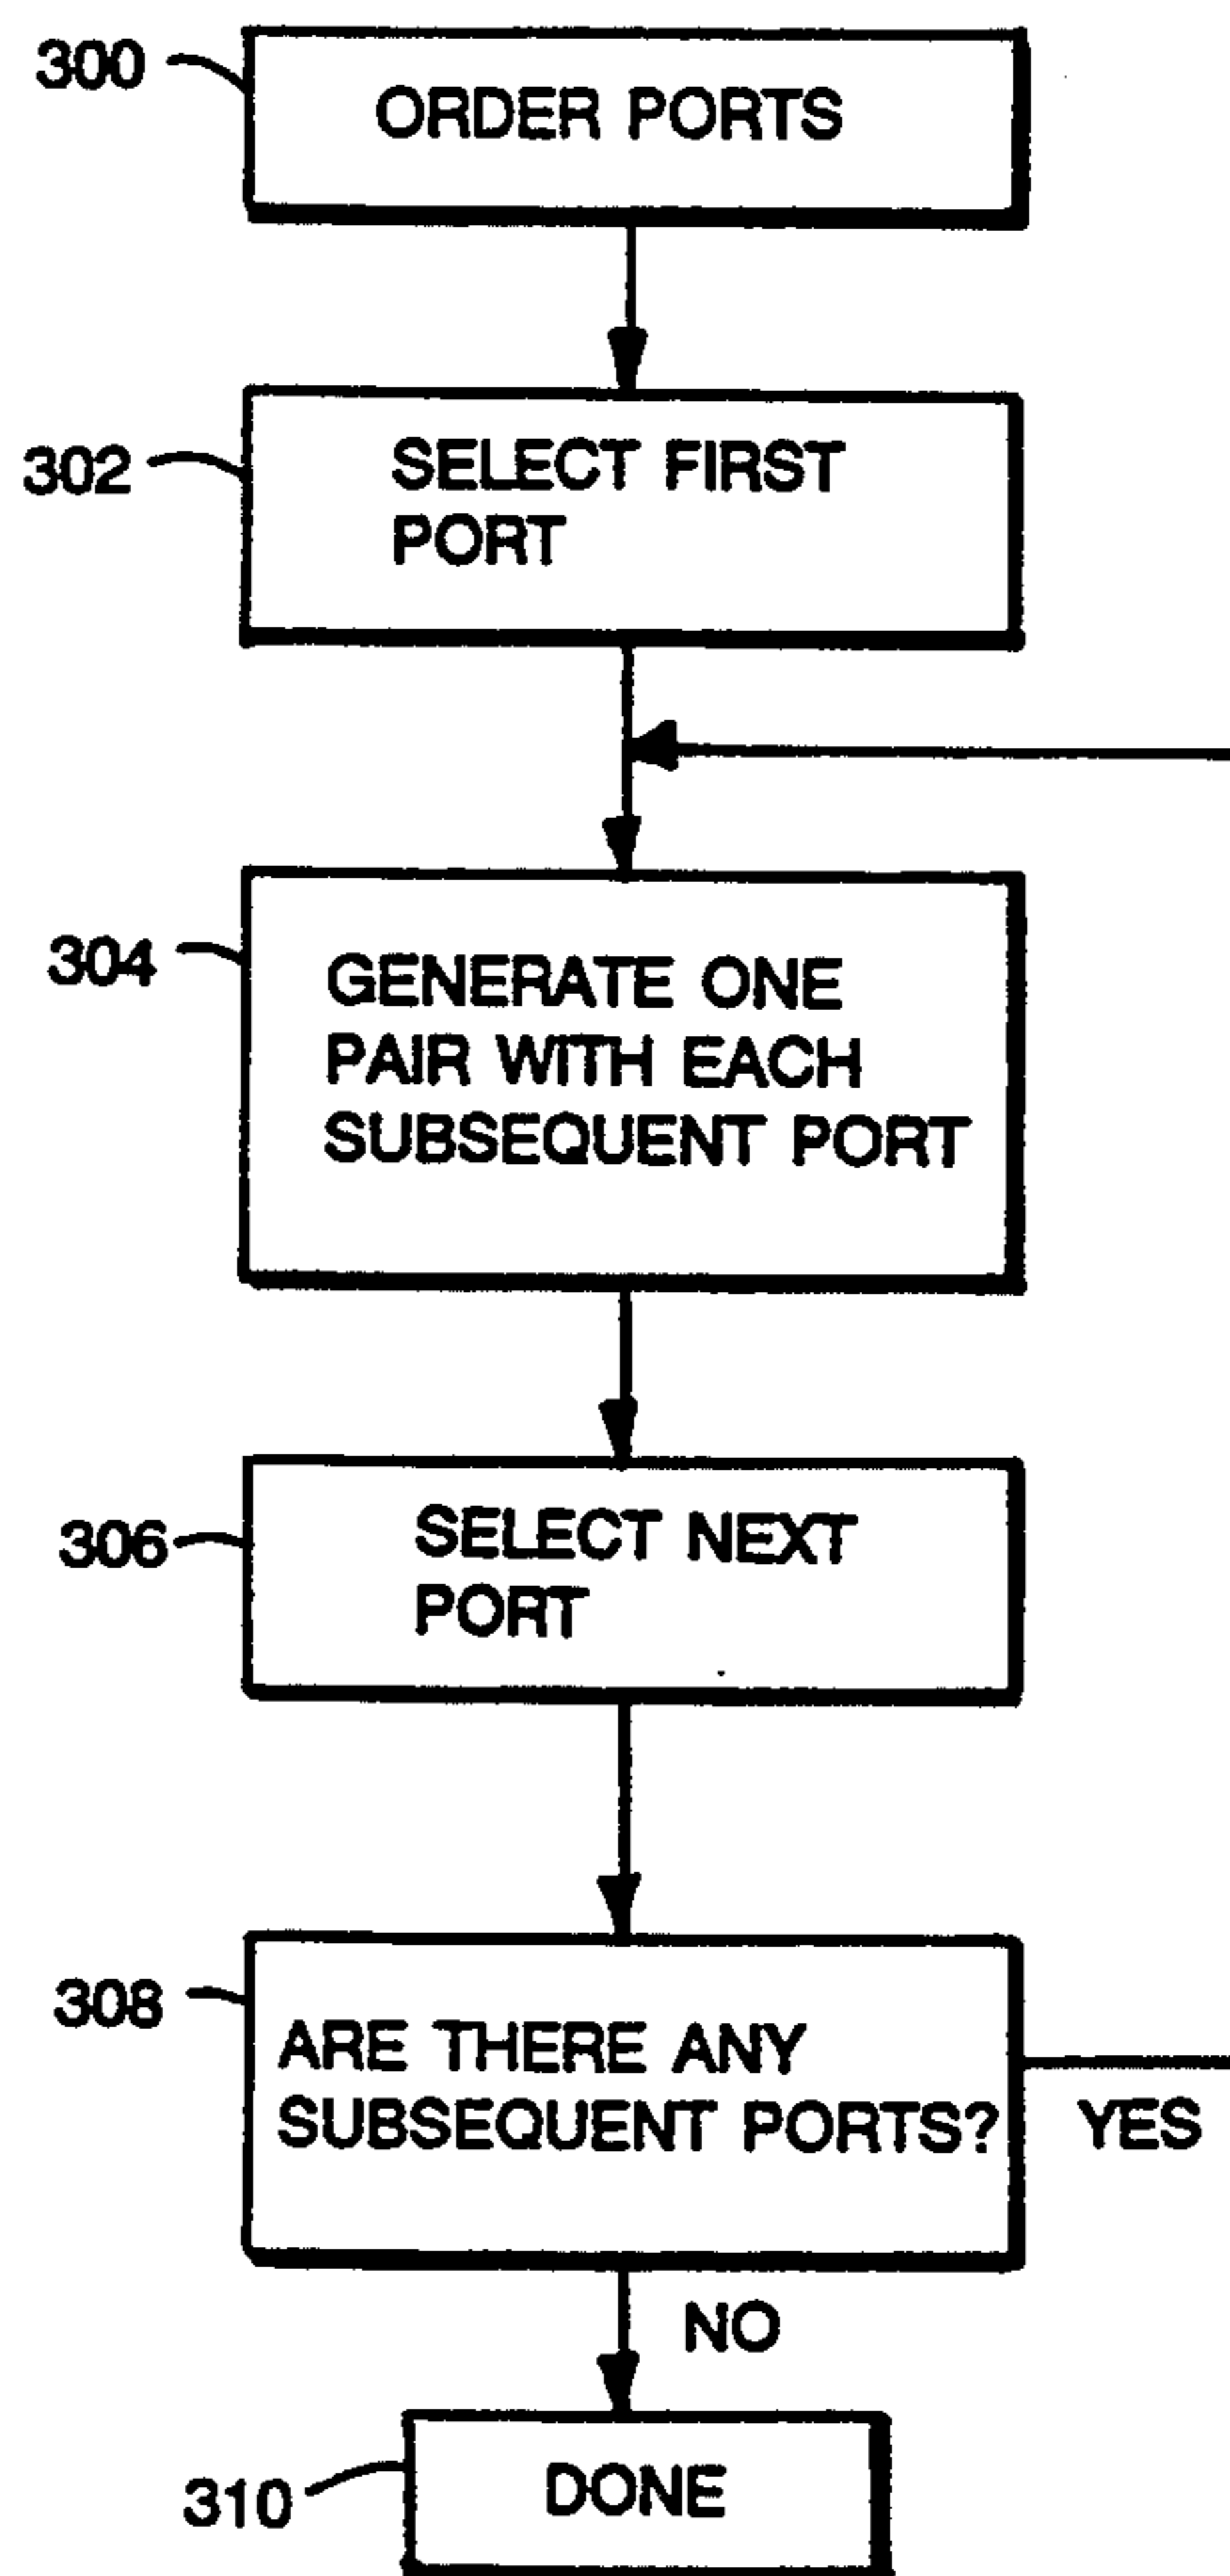 300
ORDER PORTS
302
SELECT FIRST
PORT
304
GENERATE ONE
PAIR WITH EACH
SUBSEQUENT PORT
306
SELECT NEXT
PORT
308
ARE THERE ANY
SUBSEQUENT PORTS?
YES
NO
310
DONE